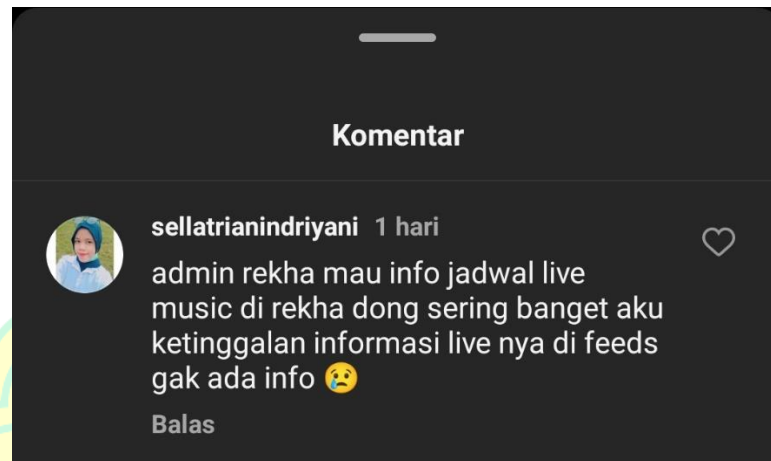 Komentar
sellatrianindriyani 1 hari
admin rekha mau info jadwal live
music di rekha dong sering banget aku
ketinggalan informasi live nya di feeds
gak ada info 😢
Balas